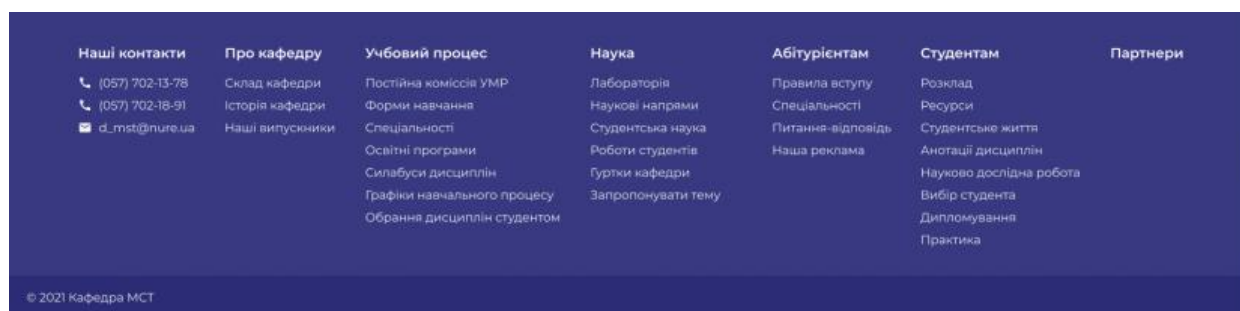 Наші контакти
(057) 702-13-78
(057) 702-18-91
d_mst@nure.ua
Про кафедру
Склад кафедри
Історія кафедри
Наші випускники
Учбовий процес
Постійна комісія УМР
Форми навчання
Спеціальності
Освітні програми
Силабуси дисциплін
Графіки навчального процесу
Обрання дисциплін студентом
Наука
Лабораторія
Наукові напрями
Студентська наука
Роботи студентів
Гуртки кафедри
Запропонувати тему
Абітурієнтам
Правила вступу
Спеціальності
Питання-відповідь
Наша реклама
Студентам
Розклад
Ресурси
Студентське життя
Анотації дисциплін
Науково дослідна робота
Вибір студента
Дипломування
Практика
Партнери
© 2021 Кафедра МСТ